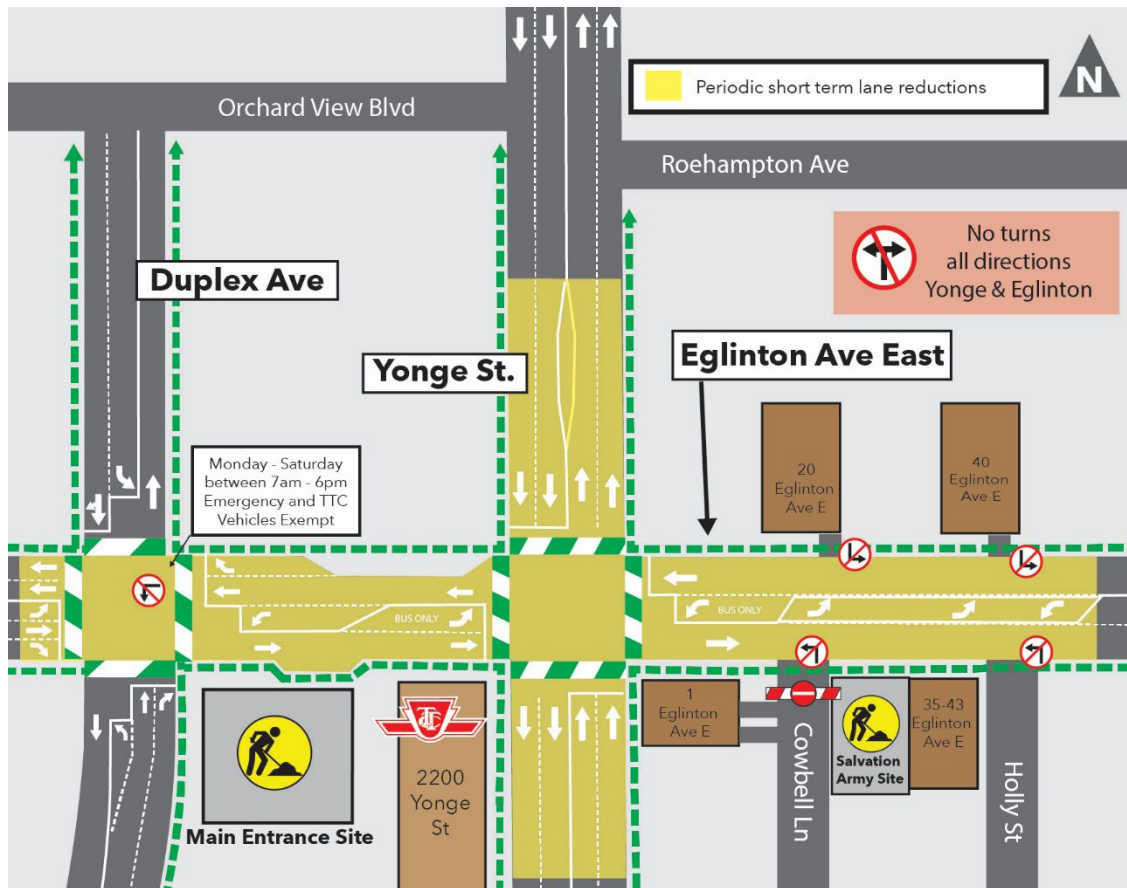 Orchard View Blvd
Periodic short term lane reductions
N
Roehampton Ave
No turns
all directions
Yonge & Eglinton
Duplex Ave
Yonge St.
Eglinton Ave East
Monday - Saturday
between 7am - 6pm
Emergency and TTC
Vehicles Exempt
20
Eglinton
Ave E
40
Eglinton
Ave E
BUS ONLY
BUS ONLY
Main Entrance Site
TTC
2200
Yonge
St
1
Eglinton
Ave E
Cowbell Ln
Salvation
Army Site
35-43
Eglinton
Ave E
Holly St